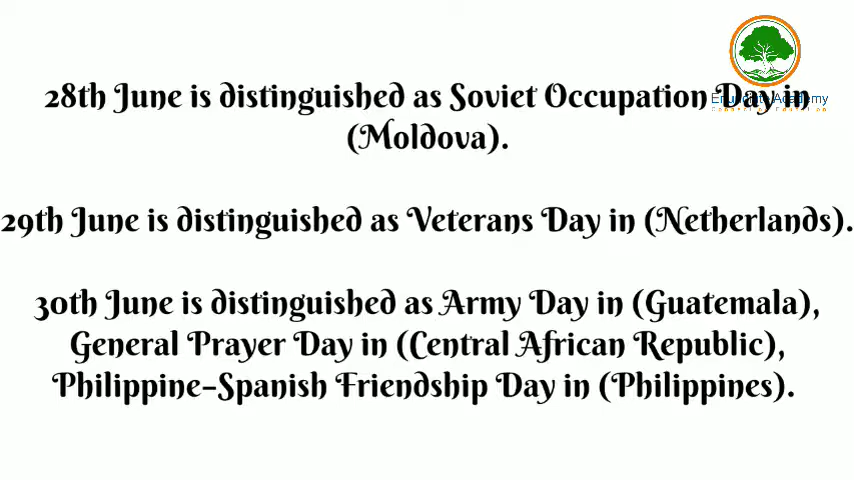 28th June is distinguished as Soviet Occupation Day in
(Moldova).
29th June is distinguished as Veterans Day in (Netherlands).
30th June is distinguished as Army Day in (Guatemala),
General Prayer Day in (Central African Republic),
Philippine-Spanish Friendship Day in (Philippines).
Academy